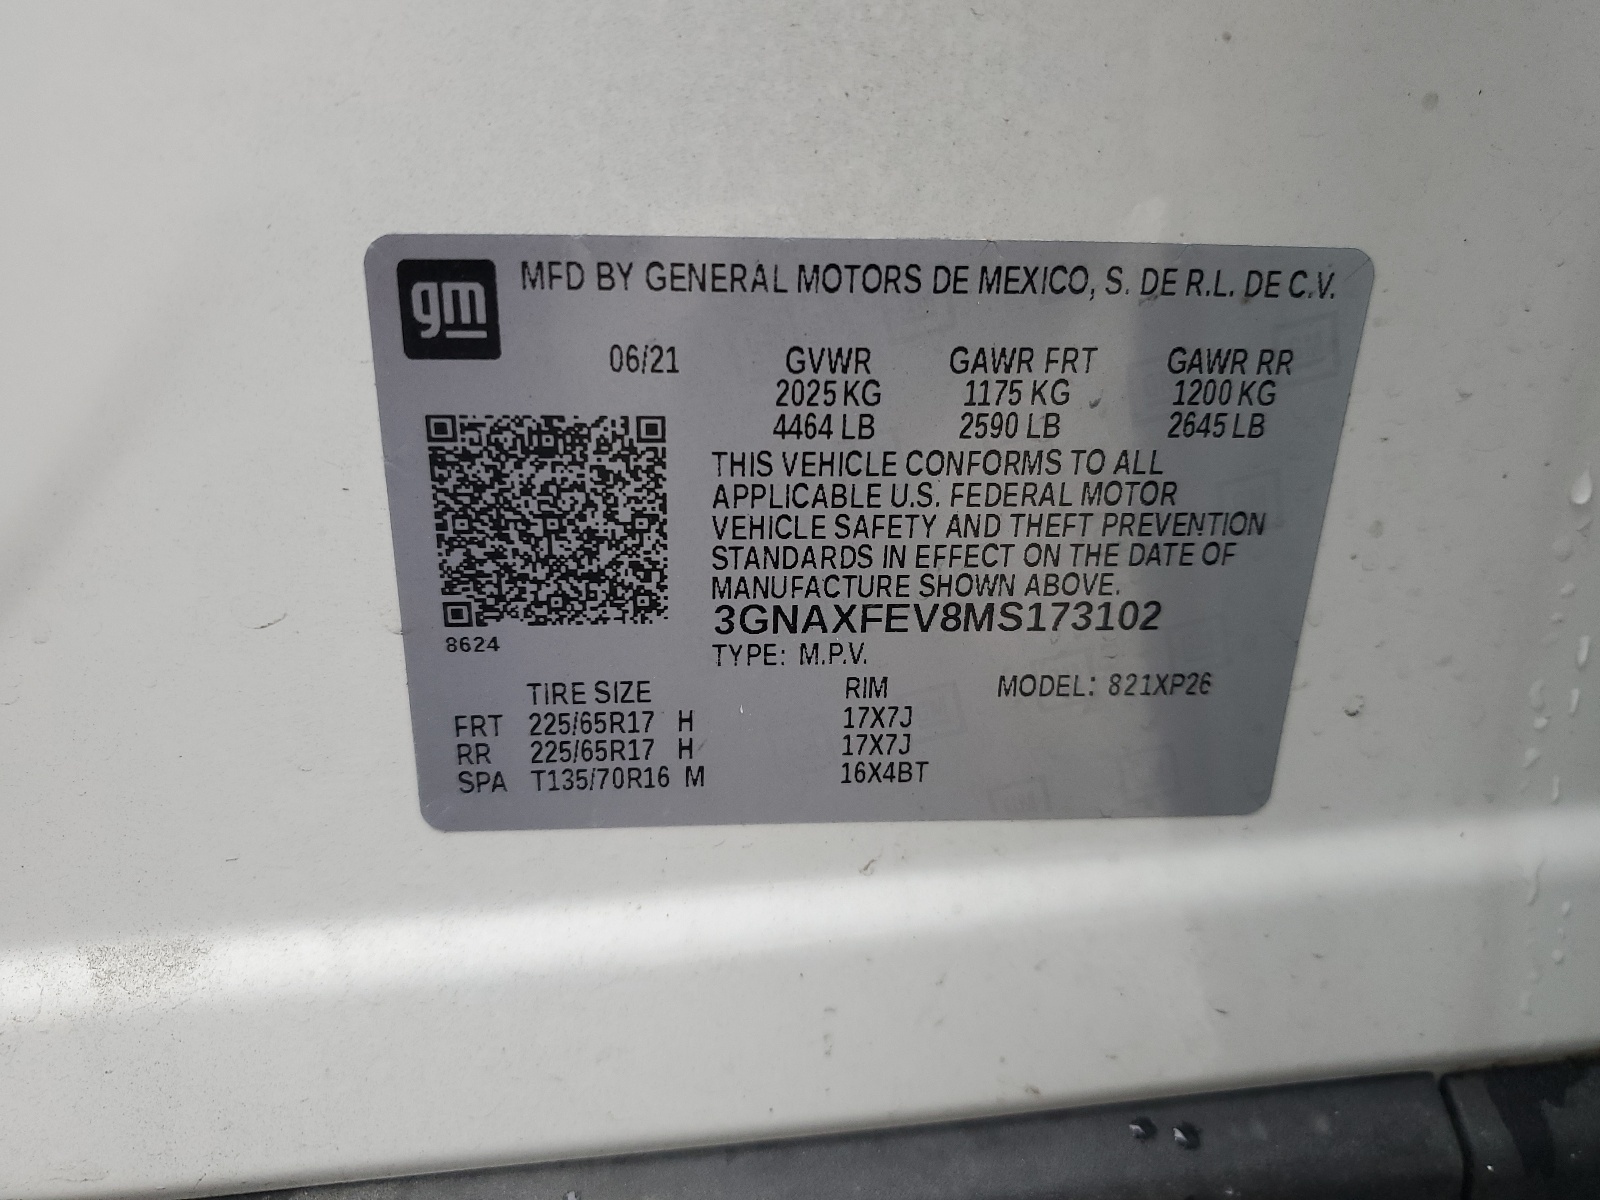 gm MFD BY GENERAL MOTORS DE MEXICO, S. DE R.L. DE C.V.
06/21 GVWR GAWR FRT GAWR RR
2025 KG 1175 KG 1200 KG
4464 LB 2590 LB 2645 LB
THIS VEHICLE CONFORMS TO ALL
APPLICABLE U.S. FEDERAL MOTOR
VEHICLE SAFETY AND THEFT PREVENTION
STANDARDS IN EFFECT ON THE DATE OF
MANUFACTURE SHOWN ABOVE.
3GNAXFEV8MS173102
8624
TYPE: M.P.V.
TIRE SIZE RIM MODEL: 821XP26
FRT 225/65R17 H 17X7J
RR 225/65R17 H 17X7J
SPA T135/70R16 M 16X4BT